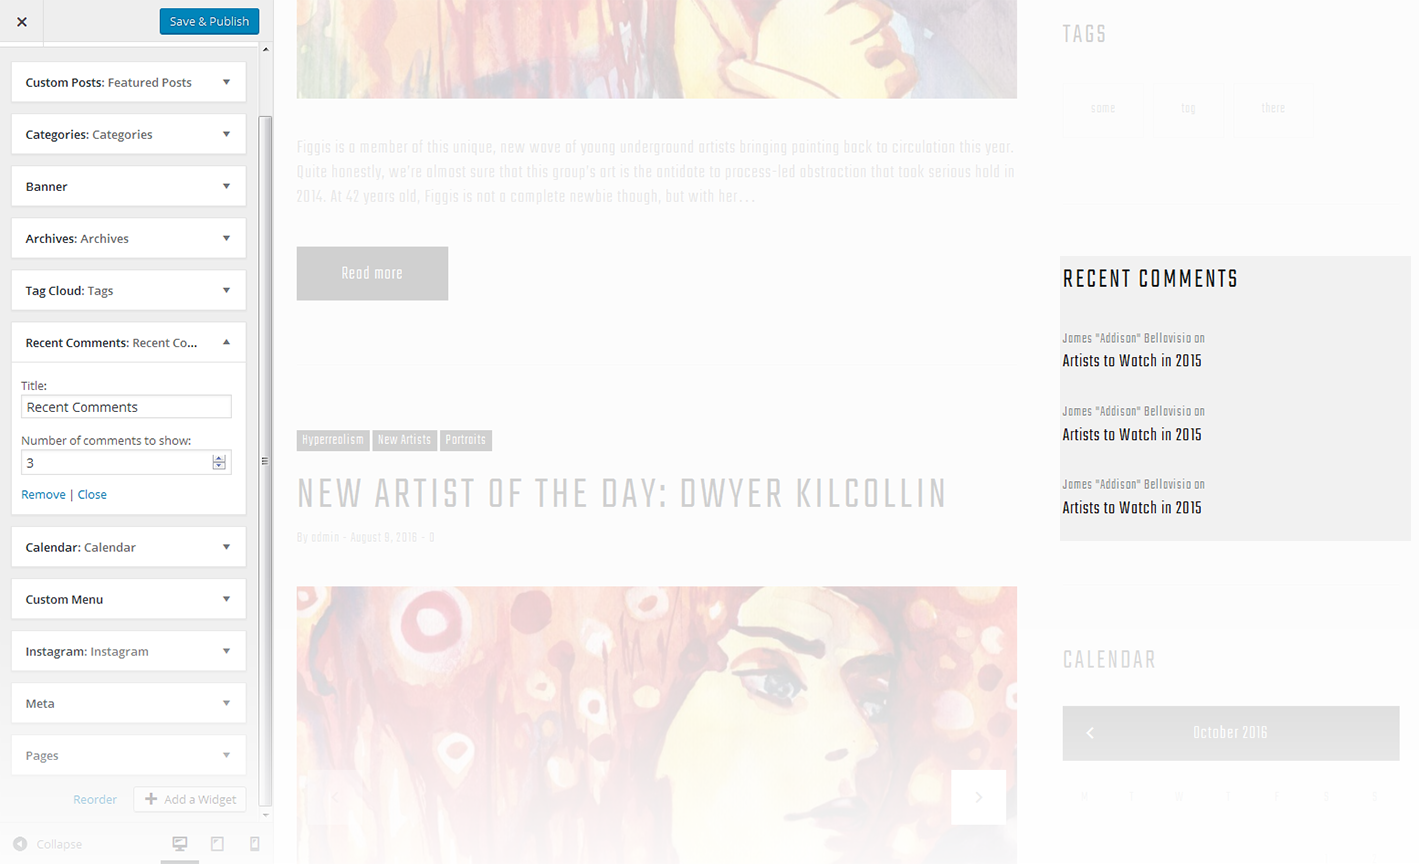 Save & Publish
Custom Posts: Featured Posts
Categories: Categories
Banner
Archives: Archives
Tag Cloud: Tags
Recent Comments: Recent Co...
Title:
Recent Comments
Number of comments to show:
3
Remove | Close
Calendar: Calendar
Custom Menu
Instagram: Instagram
Meta
Pages
Reorder
Add a Widget
Collapse
Figgis is a member of this unique, new wave of young underground artists bringing painting back to circulation this year.
Quite honestly, we're almost sure that this group's art is the antidote to process-led abstraction that took serious hold in
2014. At 42 years old, Figgis is not a complete newbie though, but with her...
Read more
Hyperrealism New Artists Portraits
NEW ARTIST OF THE DAY: DWYER KILCOLLIN
By admin - August 8, 2016 - 0
TAGS
some tag there
RECENT COMMENTS
James "Addison" Bellavisio on
Artists to Watch in 2015
James "Addison" Bellavisio on
Artists to Watch in 2015
James "Addison" Bellavisio on
Artists to Watch in 2015
CALENDAR
October 2016
M T W T F S S